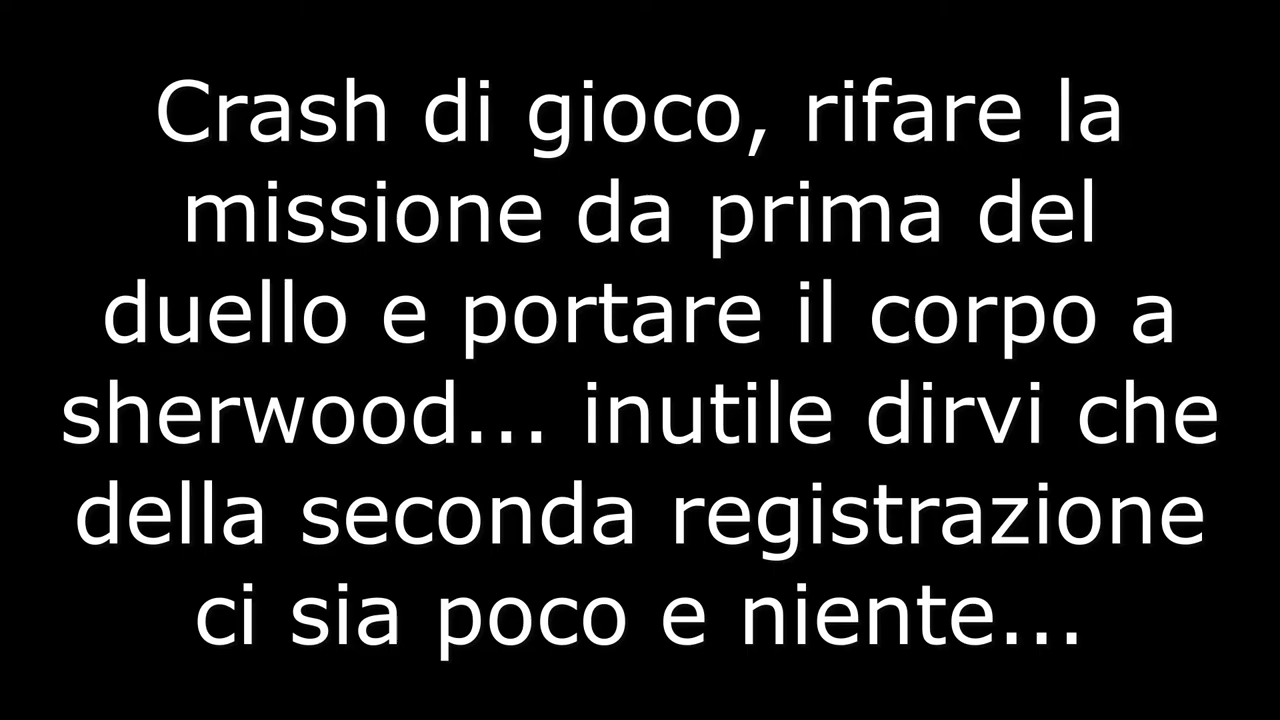 Crash di gioco, rifare la
missione da prima del
duello e portare il corpo a
sherwood... inutile dirvi che
della seconda registrazione
ci sia poco e niente...